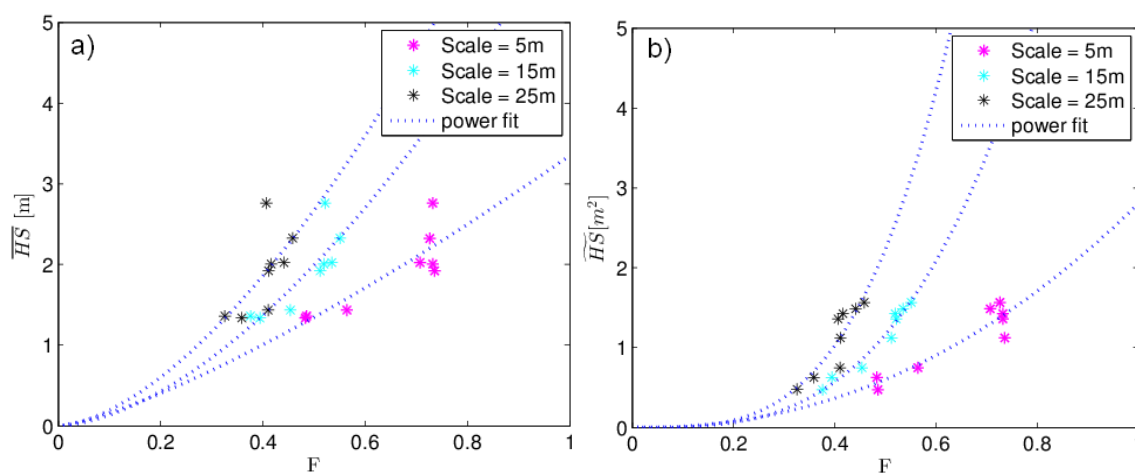 a)
Scale = 5m
Scale = 15m
Scale = 25m
power fit
5
4
3
2
1
0
HS [m]
0
0.2
0.4
0.6
0.8
1
F
b)
Scale = 5m
Scale = 15m
Scale = 25m
power fit
5
4
3
2
1
0
HS[m²]
0.2
0.4
0.6
0.8
F